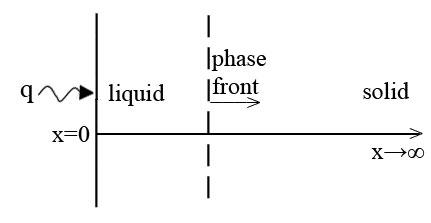 phase
front
q
liquid
solid
x=0
x→∞